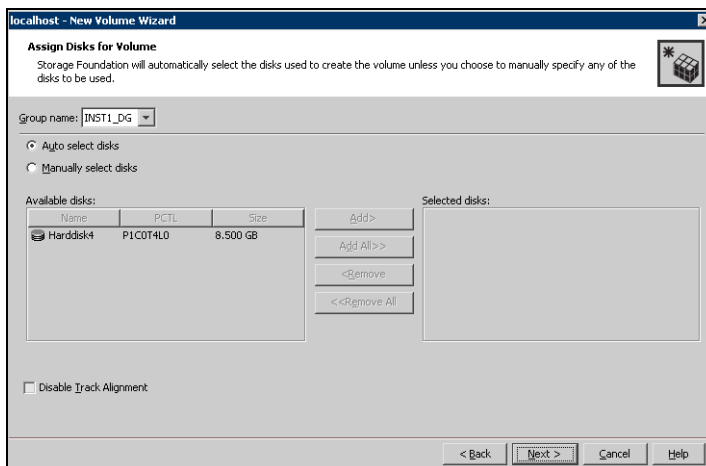 localhost - New Volume Wizard
Assign Disks for Volume
Storage Foundation will automatically select the disks used to create the volume unless you choose to manually specify any of the
disks to be used.
Group name: INST1_DG
Auto select disks
Manually select disks
Available disks:
Selected disks:
Name PCTL Size
Harddisk4 P1C0T4L0 8.500 GB
Add>
Add All>>
<Remove
<<Remove All
Disable Track Alignment
< Back Next > Cancel Help